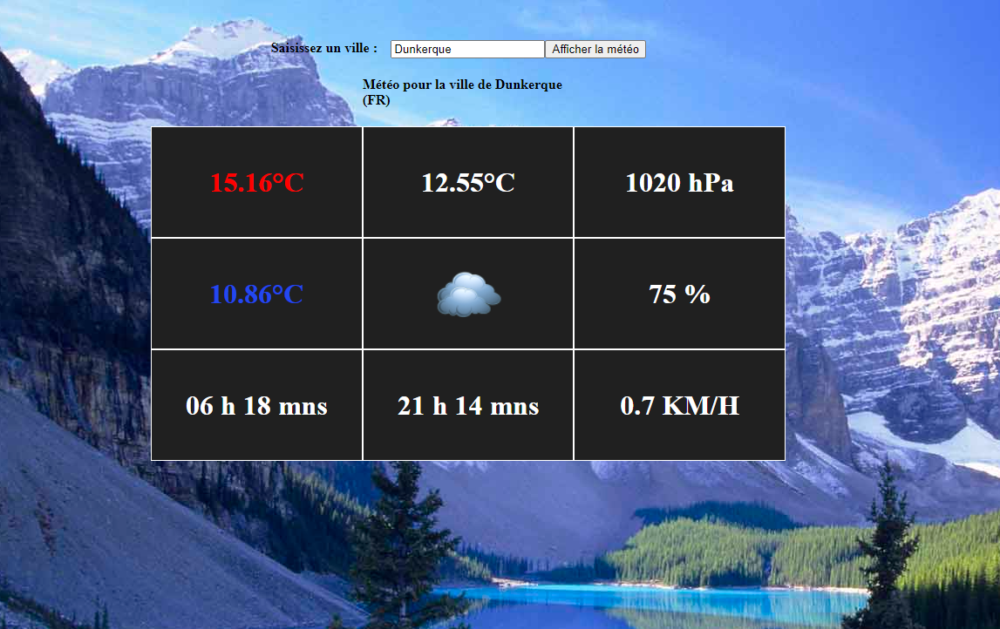 Saisissez un ville : Dunkerque Afficher la météo
Météo pour la ville de Dunkerque
(FR)
15.16°C 12.55°C 1020 hPa
10.86°C 75 %
06 h 18 mns 21 h 14 mns 0.7 KM/H